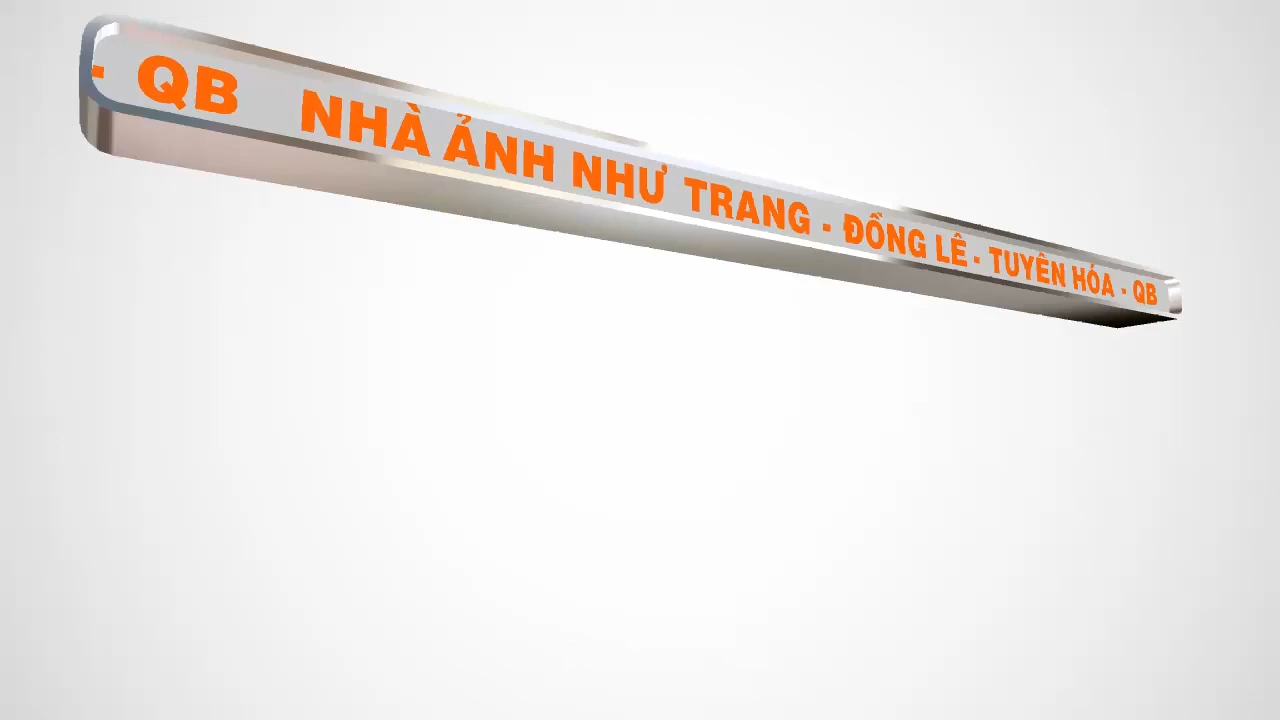 - QB NHÀ ẢNH NHƯ TRANG - ĐỒNG LÊ - TUYÊN HÓA - QB